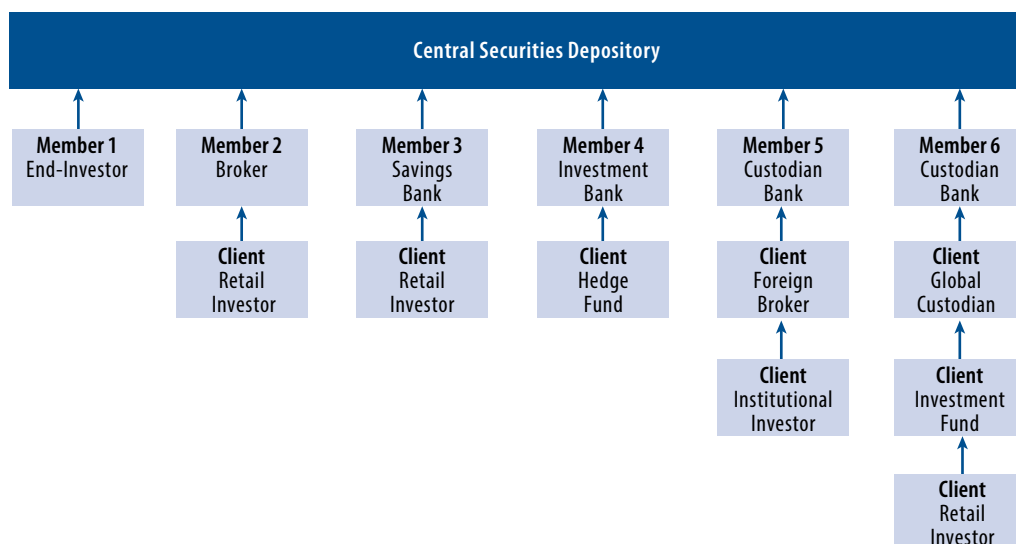 Central Securities Depository
Member 1
End-Investor
Member 2
Broker
Member 3
Savings
Bank
Member 4
Investment
Bank
Member 5
Custodian
Bank
Member 6
Custodian
Bank
Client
Retail
Investor
Client
Retail
Investor
Client
Hedge
Fund
Client
Foreign
Broker
Client
Global
Custodian
Client
Institutional
Investor
Client
Investment
Fund
Client
Retail
Investor